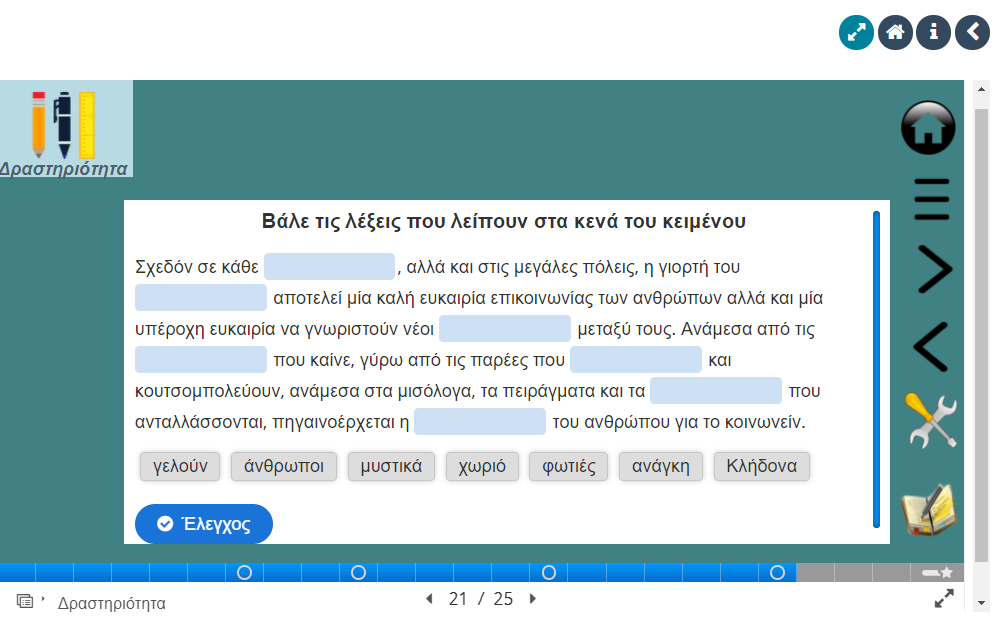 Δραστηριότητα
Βάλε τις λέξεις που λείπουν στα κενά του κειμένου
Σχεδόν σε κάθε , αλλά και στις μεγάλες πόλεις, η γιορτή του
αποτελεί μία καλή ευκαιρία επικοινωνίας των ανθρώπων αλλά και μία
υπέροχη ευκαιρία να γνωριστούν νέοι μεταξύ τους. Ανάμεσα από τις
που καίνε, γύρω από τις παρέες που και
κουτσομπολεύουν, ανάμεσα στα μισόλογα, τα πειράγματα και τα που
ανταλλάσσονται, πηγαινοέρχεται η του ανθρώπου για το κοινωνείν.
γελούν άνθρωποι μυστικά χωριό φωτιές ανάγκη Κλήδονα
Έλεγχος
Δραστηριότητα 21 / 25